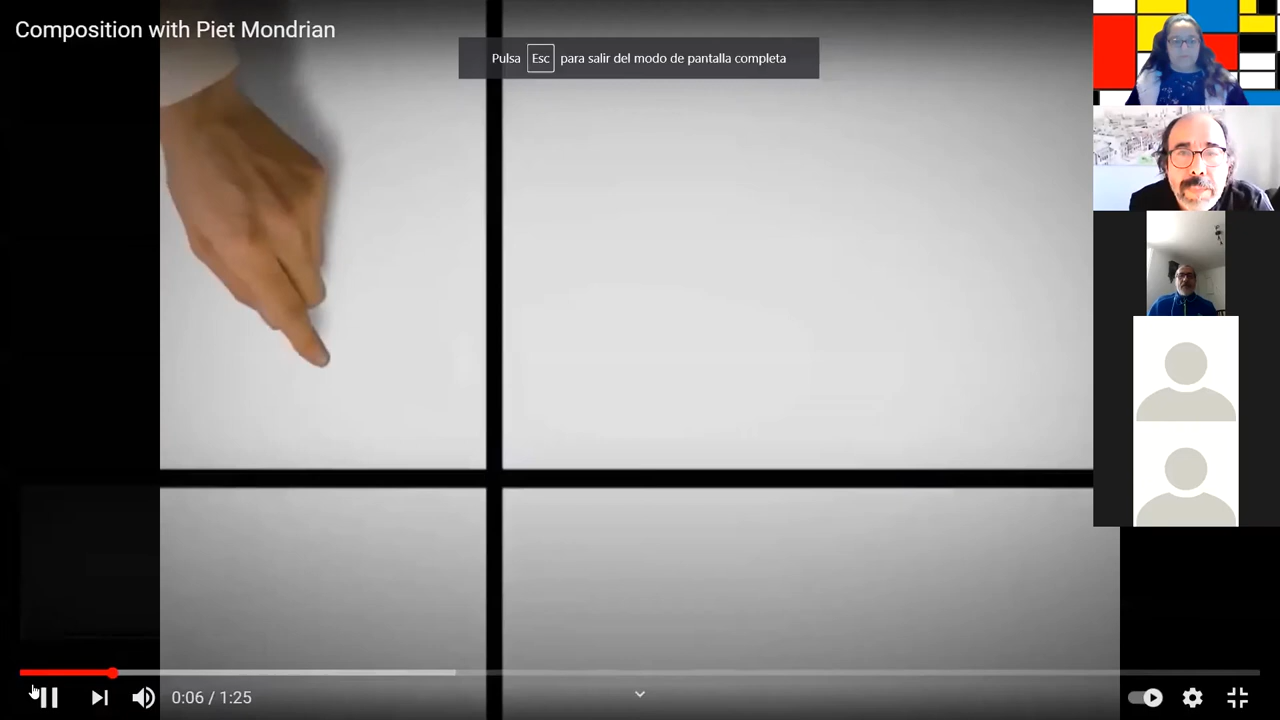 Composition with Piet Mondrian
Pulsa Esc para salir del modo de pantalla completa
0:06 / 1:25